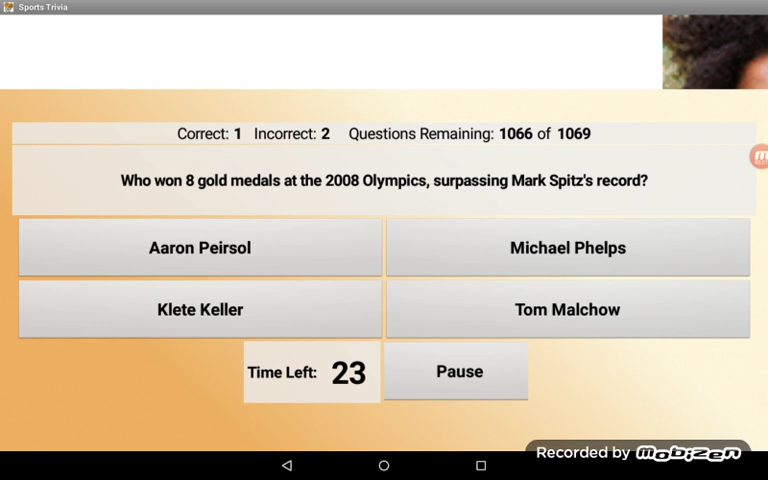 Sports Trivia
Correct: 1 Incorrect: 2 Questions Remaining: 1066 of 1069
Who won 8 gold medals at the 2008 Olympics, surpassing Mark Spitz's record?
Aaron Peirsol
Michael Phelps
Klete Keller
Tom Malchow
Time Left: 23
Pause
Recorded by mobizen